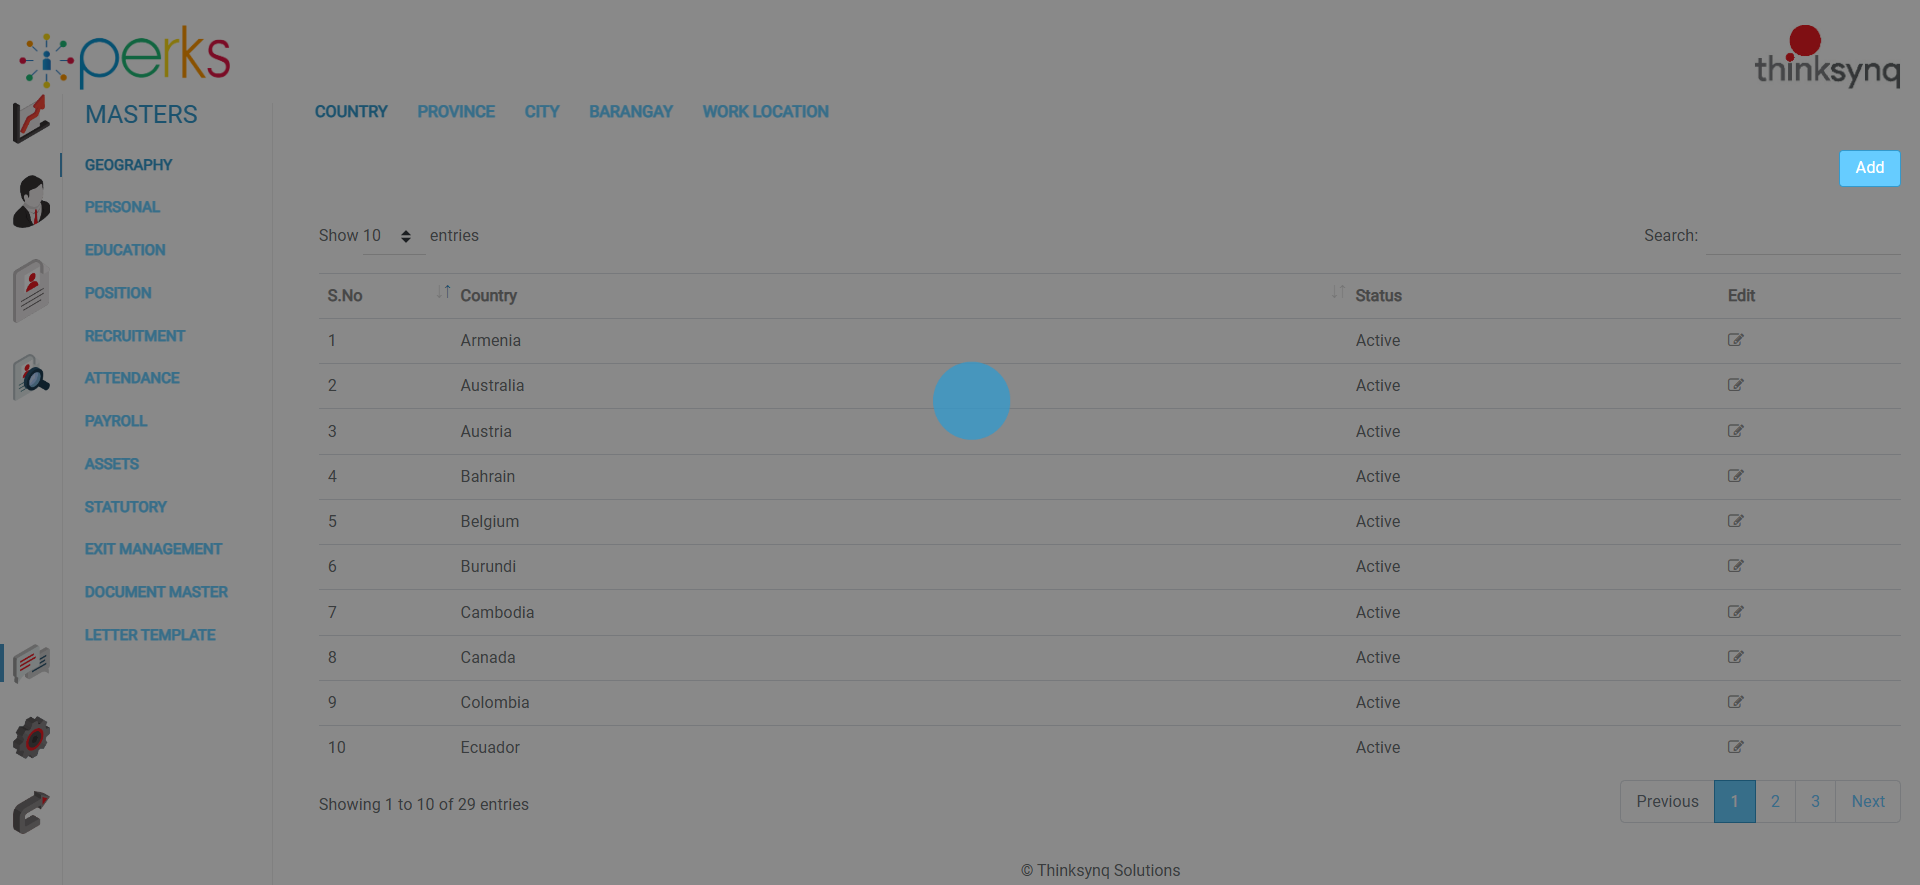 perks
thinksynq
MASTERS
COUNTRY PROVINCE CITY BARANGAY WORK LOCATION
GEOGRAPHY
PERSONAL
EDUCATION
POSITION
RECRUITMENT
ATTENDANCE
PAYROLL
ASSETS
STATUTORY
EXIT MANAGEMENT
DOCUMENT MASTER
LETTER TEMPLATE
Add
Show 10 entries
Search:
S.No Country Status Edit
1 Armenia Active
2 Australia Active
3 Austria Active
4 Bahrain Active
5 Belgium Active
6 Burundi Active
7 Cambodia Active
8 Canada Active
9 Colombia Active
10 Ecuador Active
Showing 1 to 10 of 29 entries
Previous 1 2 3 Next
© Thinksynq Solutions